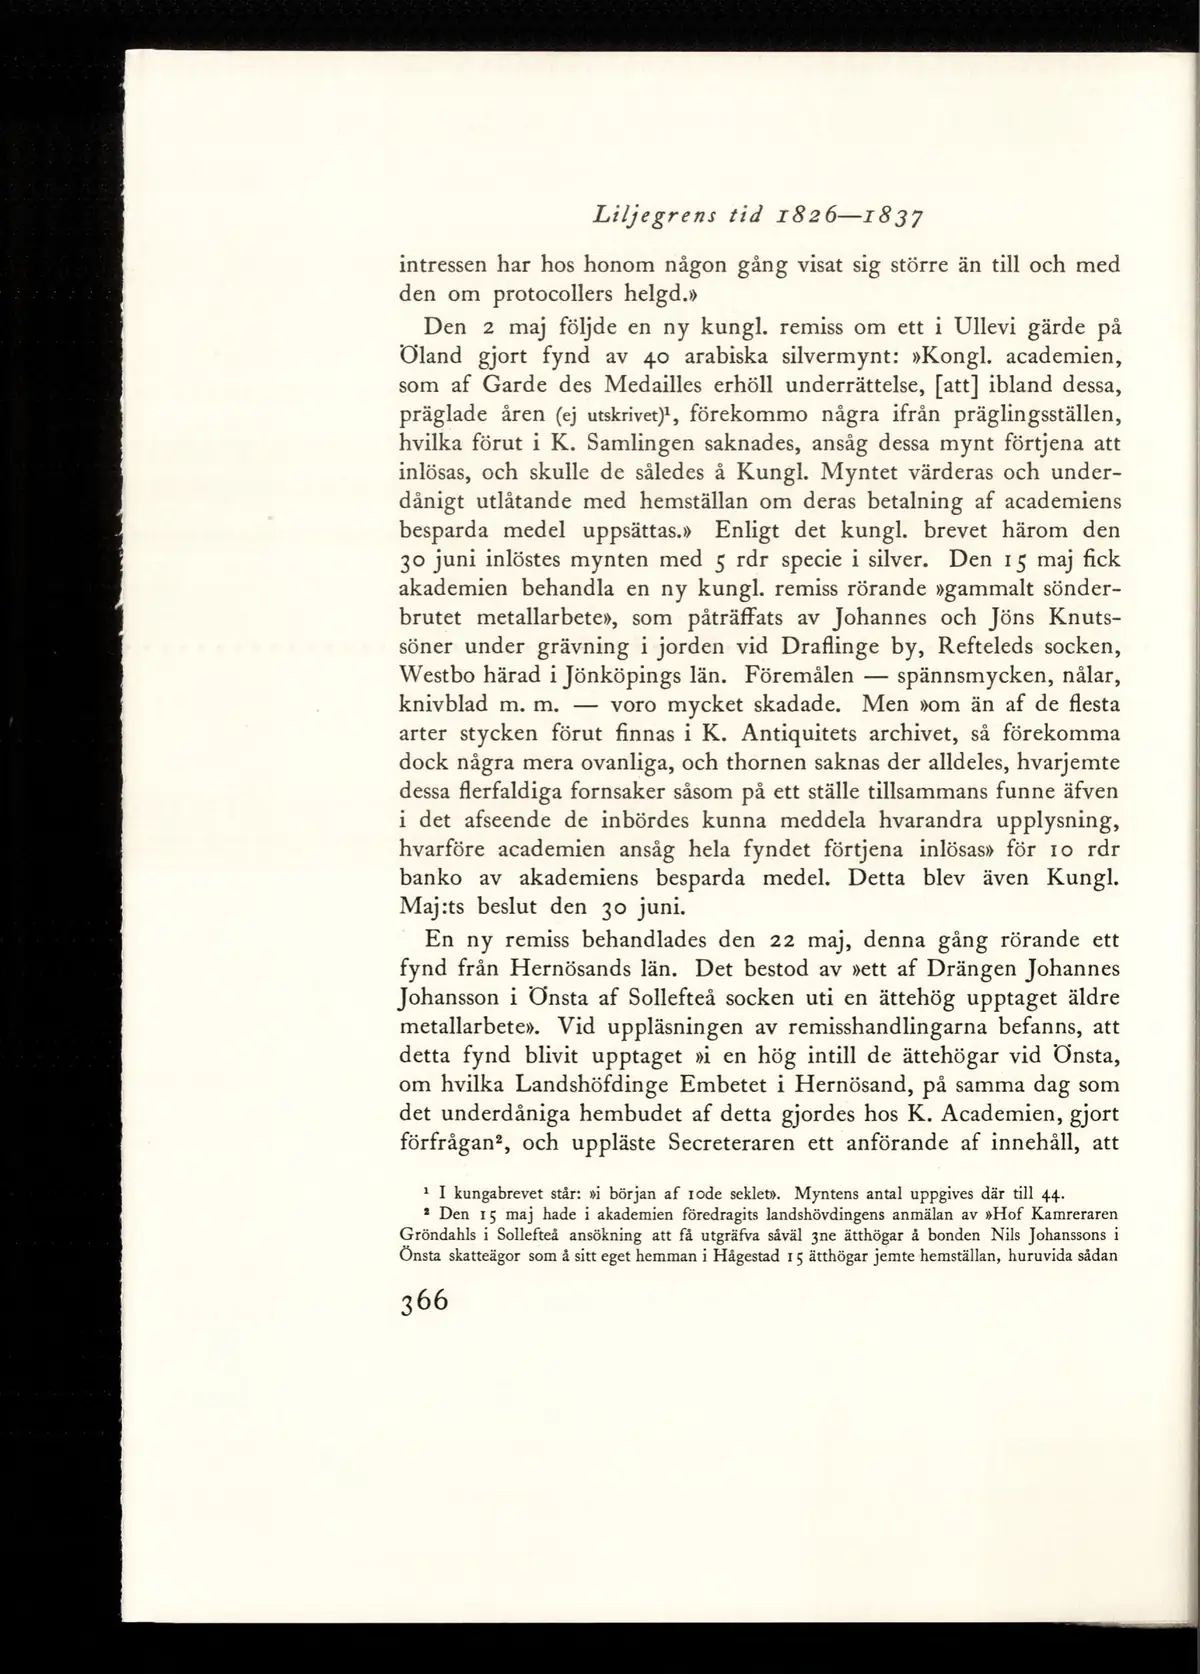 Liljegrens tid 1826—1837
intressen har hos honom någon gång visat sig större än till och med
den om protocollers helgd.»
Den 2 maj följde en ny kungl. remiss om ett i Ullevi gärde på
Öland gjort fynd av 40 arabiska silvermynt: »Kongl. academien,
som af Garde des Medailles erhöll underrättelse, [att] ibland dessa,
präglade åren (ej utskrivet)¹, förekommo några ifrån präglingsställen,
hvilka förut i K. Samlingen saknades, ansåg dessa mynt förtjena att
inlösas, och skulle de således å Kungl. Myntet värderas och under-
dånigt utlåtande med hemställan om deras betalning af academiens
besparda medel uppsättas.» Enligt det kungl. brevet härom den
30 juni inlöstes mynten med 5 rdr specie i silver. Den 15 maj fick
akademien behandla en ny kungl. remiss rörande »gammalt sönder-
brutet metallarbete», som påträffats av Johannes och Jöns Knuts-
söner under grävning i jorden vid Draflinge by, Refteleds socken,
Westbo härad i Jönköpings län. Föremålen — spännsmycken, nålar,
knivblad m. m. — voro mycket skadade. Men »om än af de flesta
arter stycken förut finnas i K. Antiquitets archivet, så förekomma
dock några mera ovanliga, och thornen saknas der alldeles, hvarjemte
dessa flerfaldiga fornsaker såsom på ett ställe tillsammans funne äfven
i det afseende de inbördes kunna meddela hvarandra upplysning,
hvarföre academien ansåg hela fyndet förtjena inlösas» för 10 rdr
banko av akademiens besparda medel. Detta blev även Kungl.
Maj:ts beslut den 30 juni.
En ny remiss behandlades den 22 maj, denna gång rörande ett
fynd från Hernösands län. Det bestod av »ett af Drängen Johannes
Johansson i Önsta af Sollefteå socken uti en ättehög upptaget äldre
metallarbete». Vid uppläsningen av remisshandlingarna befanns, att
detta fynd blivit upptaget »i en hög intill de ättehögar vid Önsta,
om hvilka Landshöfdinge Embetet i Hernösand, på samma dag som
det underdåniga hembudet af detta gjordes hos K. Academien, gjort
förfrågan², och uppläste Secreteraren ett anförande af innehåll, att
¹ I kungabrevet står: »i början af 10de seklet». Myntens antal uppgives där till 44.
² Den 15 maj hade i akademien föredragits landshövdingens anmälan av »Hof Kamreraren
Gröndahls i Sollefteå ansökning att få utgräfva såväl 3ne ätthögar å bonden Nils Johanssons i
Önsta skatteägor som å sitt eget hemman i Hågestad 15 ätthögar jemte hemställan, huruvida sådan
366